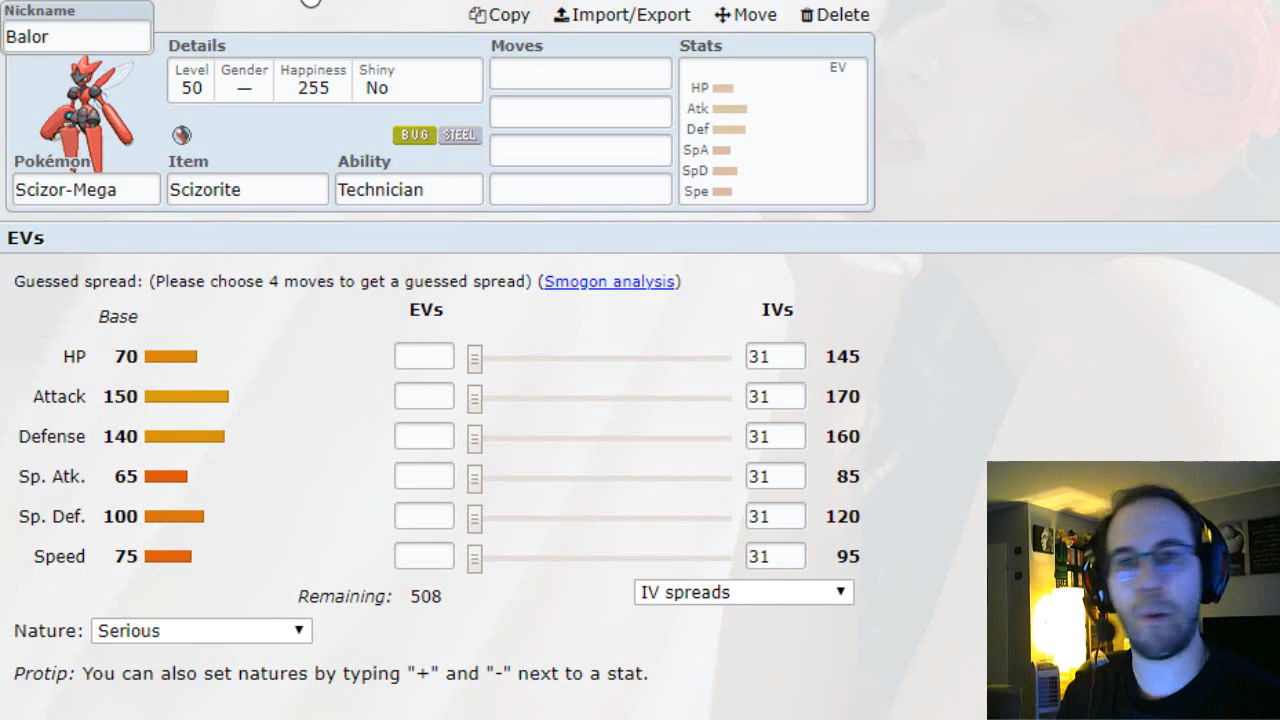 Nickname
Balor
Copy Import/Export Move Delete
Details
Moves
Stats
Level Gender Happiness Shiny
50 — 255 No
EV
HP
Atk
Def
SpA
SpD
Spe
BUG STEEL
Pokémon Item Ability
Scizor-Mega Scizorite Technician
EVs
Guessed spread: (Please choose 4 moves to get a guessed spread) (Smogon analysis)
Base EVs IVs
HP 70 31 145
Attack 150 31 170
Defense 140 31 160
Sp. Atk. 65 31 85
Sp. Def. 100 31 120
Speed 75 31 95
Remaining: 508 IV spreads
Nature: Serious
Protip: You can also set natures by typing "+" and "-" next to a stat.